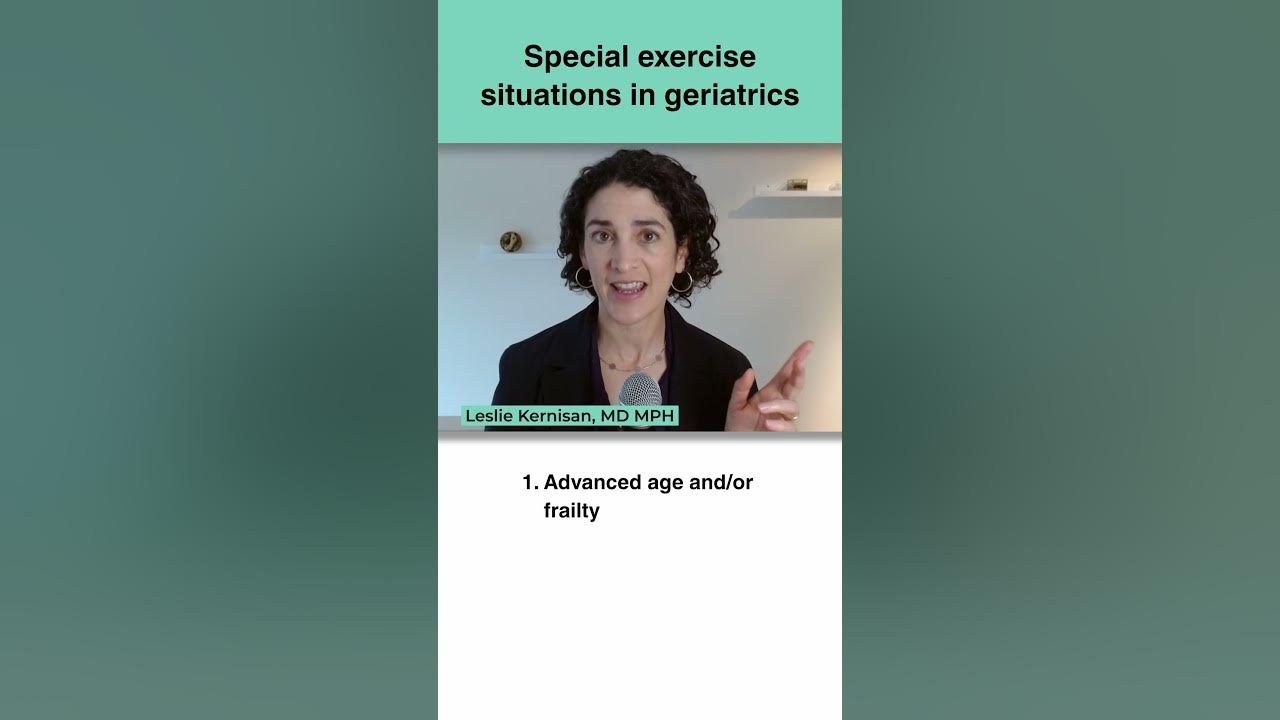 Special exercise
situations in geriatrics
Leslie Kernisan, MD MPH
1. Advanced age and/or
frailty